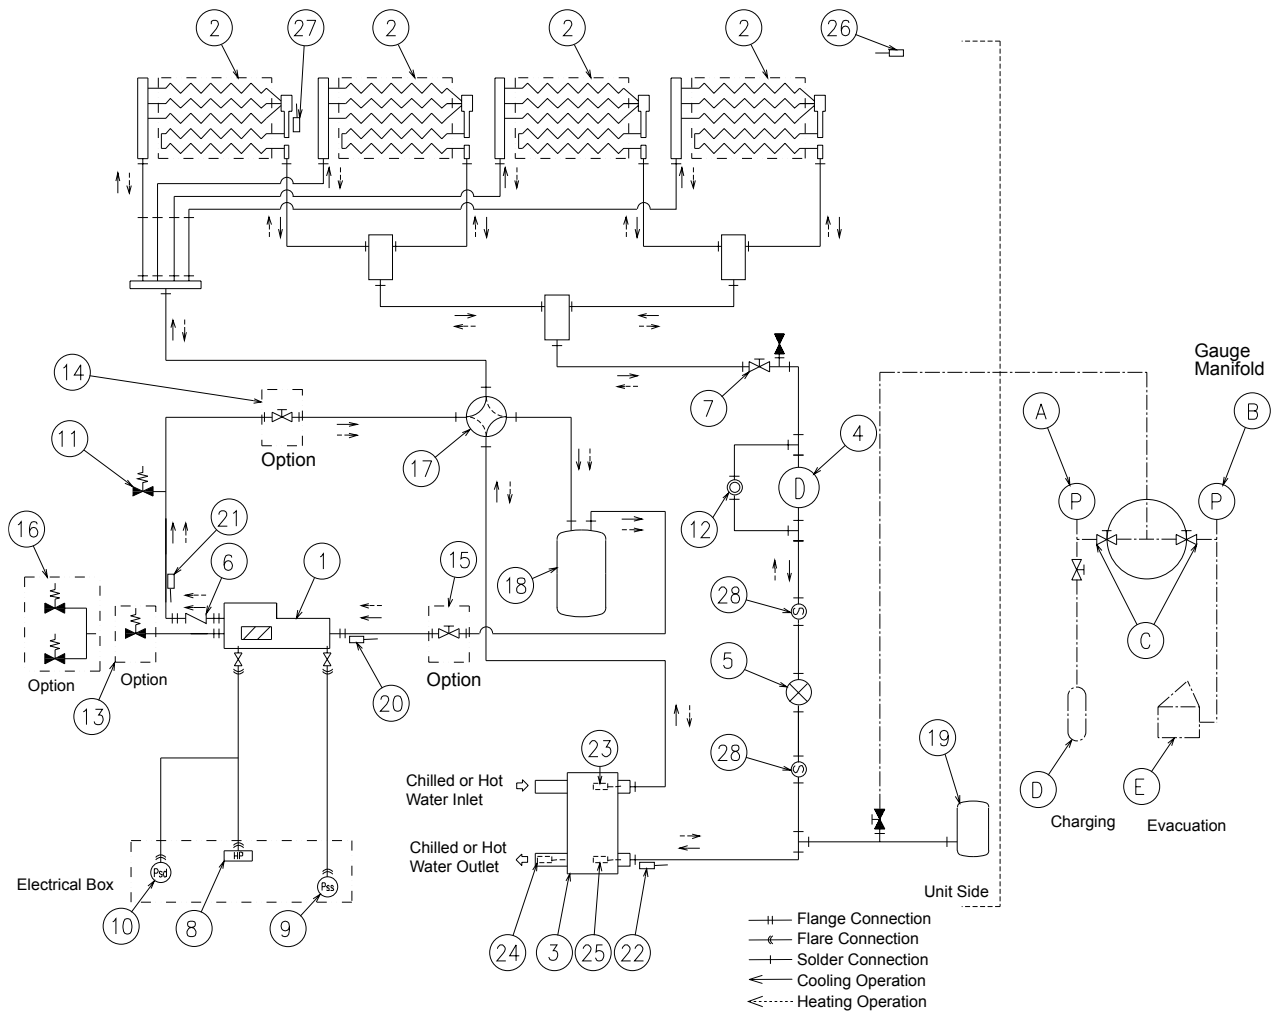 2
27
2
2
2
26
14
Gauge
Manifold
A
B
7
4
11
Option
17
D
12
P
P
16
21
6
1
15
18
28
S
C
5
Option
13
Option
20
Option
19
23
28
S
D
E
Chilled or Hot
Water Inlet
Charging
Evacuation
Chilled or Hot
Water Outlet
Electrical Box
Psd
HP
Pss
Unit Side
10
8
9
24
3
25
22
Flange Connection
Flare Connection
Solder Connection
Cooling Operation
Heating Operation